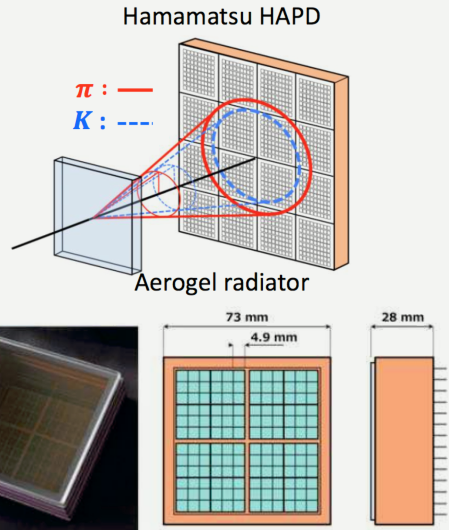 Hamamatsu HAPD
π :
K :
Aerogel radiator
73 mm
28 mm
4.9 mm